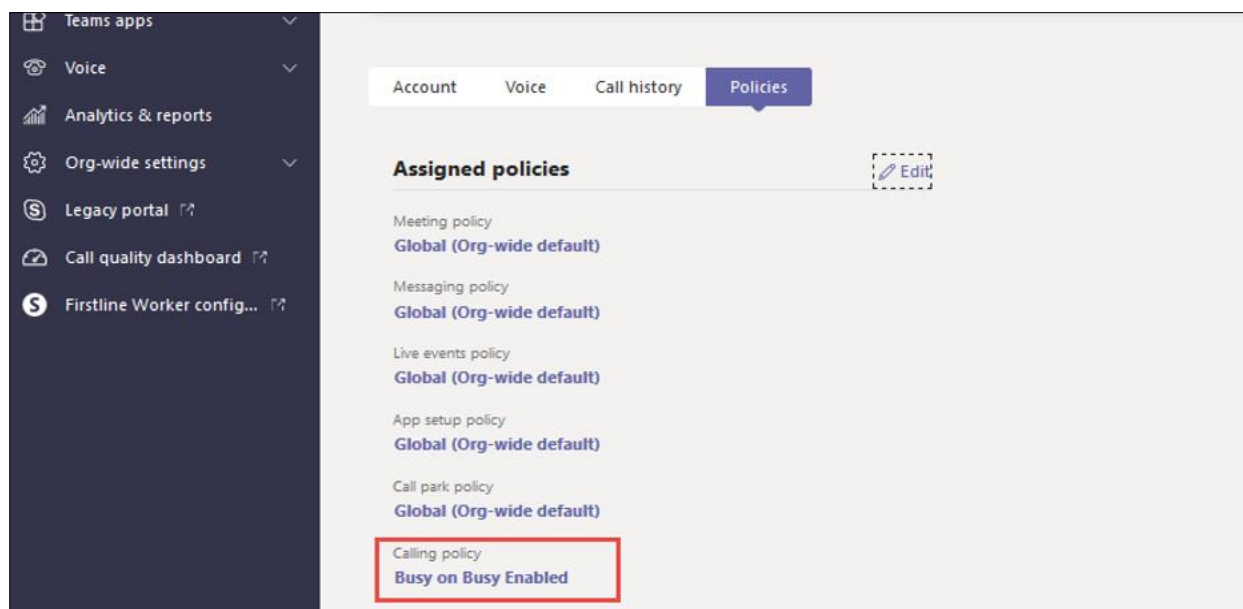 Teams apps
Voice
Analytics & reports
Org-wide settings
Legacy portal
Call quality dashboard
Firstline Worker config...
Account Voice Call history Policies
Assigned policies Edit
Meeting policy
Global (Org-wide default)
Messaging policy
Global (Org-wide default)
Live events policy
Global (Org-wide default)
App setup policy
Global (Org-wide default)
Call park policy
Global (Org-wide default)
Calling policy
Busy on Busy Enabled